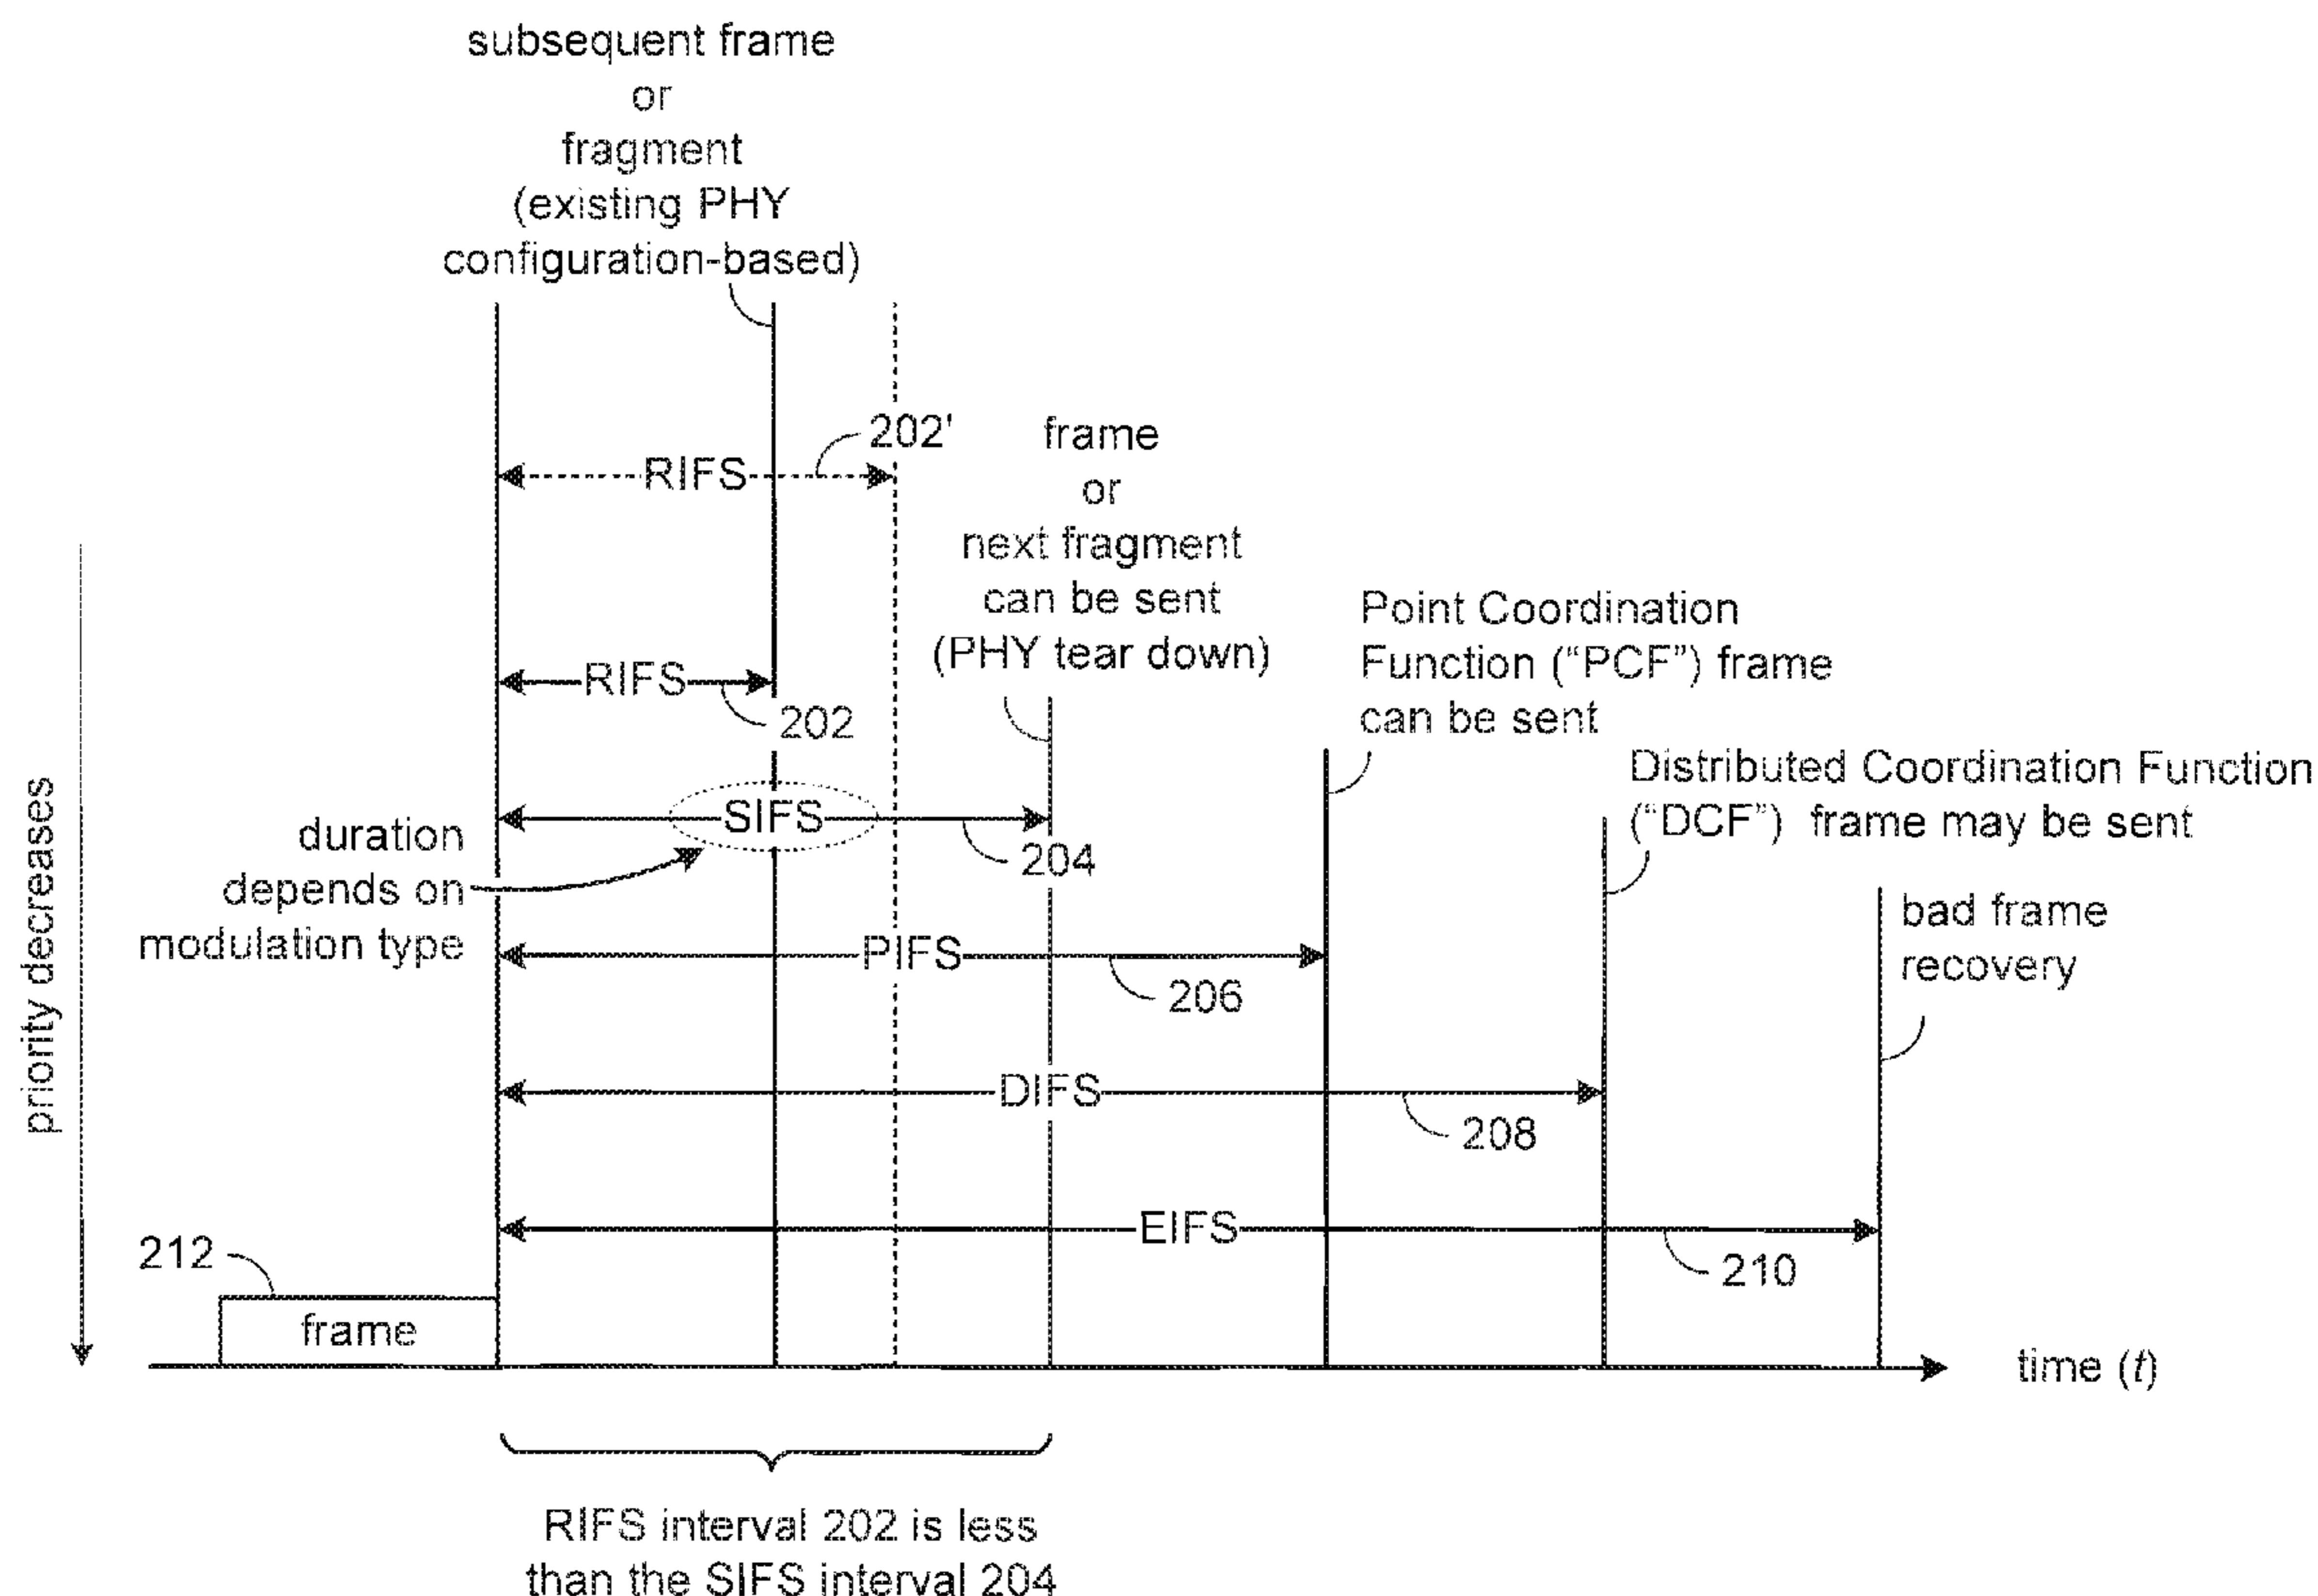 subsequent frame
or
fragment
(existing PHY
configuration-based)
202'
RIFS
frame
or
next fragment
can be sent
(PHY tear down)
RIFS
202
Point Coordination
Function (“PCF”) frame
can be sent
Distributed Coordination Function
(“DCF”) frame may be sent
SIFS
204
duration
depends on
modulation type
priority decreases
bad frame
recovery
PIFS
206
DIFS
208
EIFS
210
212
frame
time (t)
RIFS interval 202 is less
than the SIFS interval 204